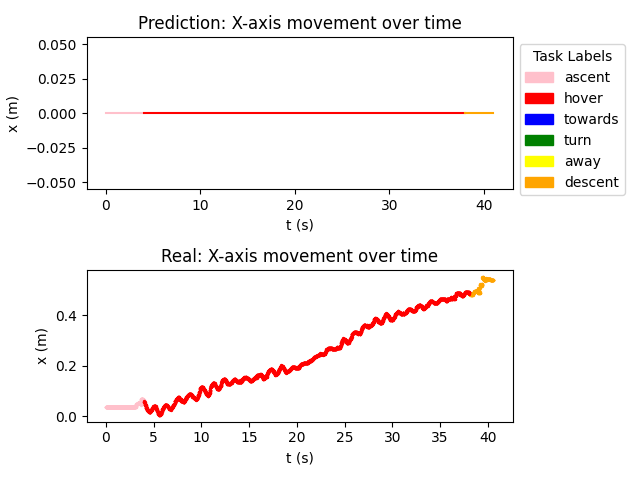 Prediction: X-axis movement over time
0.050
0.025
0.000
−0.025
−0.050
x (m)
0 10 20 30 40
t (s)
Task Labels
ascent
hover
towards
turn
away
descent
Real: X-axis movement over time
0.4
0.2
0.0
x (m)
0 5 10 15 20 25 30 35 40
t (s)